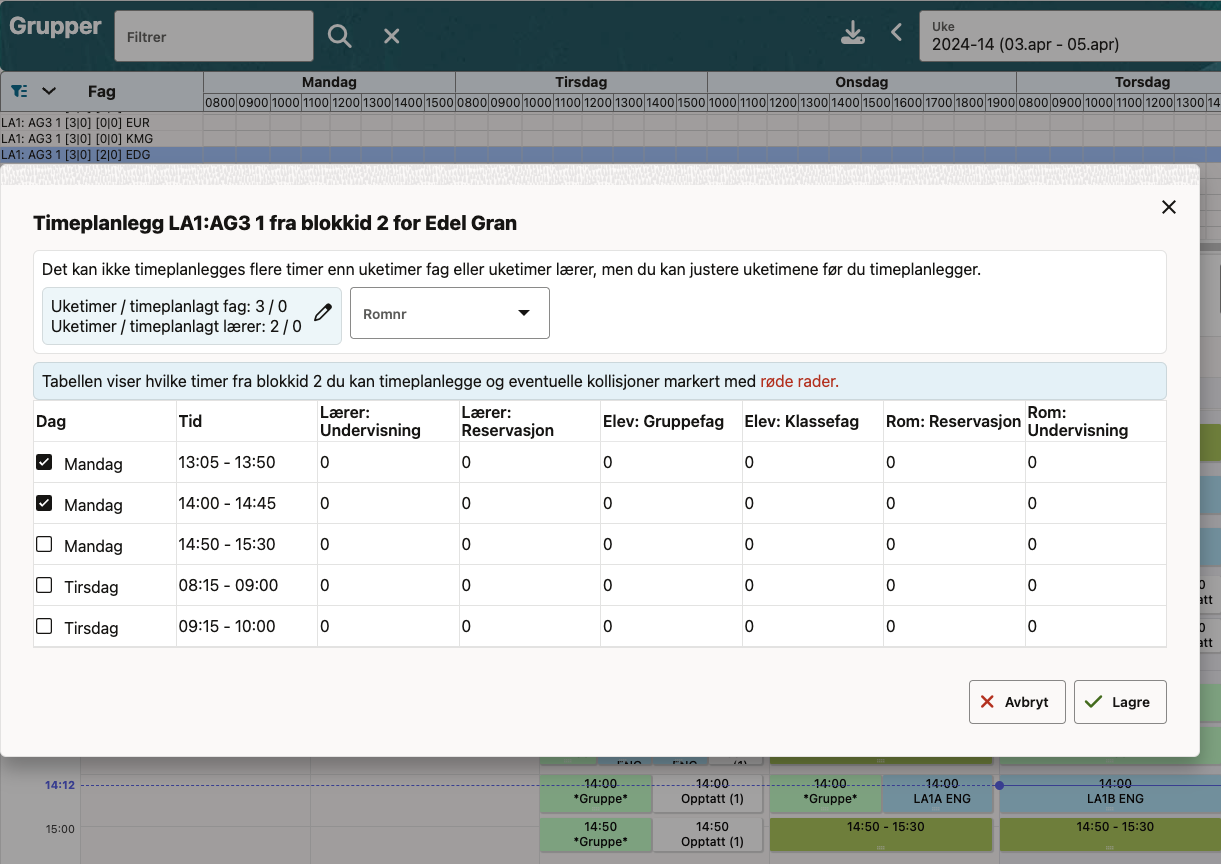 Grupper
Filtrer
Uke
2024-14 (03.apr - 05.apr)
Fag
Mandag
Tirsdag
Onsdag
Torsdag
0800 0900 1000 1100 1200 1300 1400 1500 0800 0900 1000 1100 1200 1300 1400 1500 1000 1100 1200 1300 1400 1500 1600 1700 1800 1900 0800 0900 1000 1100 1200 1300 14
LA1: AG3 1 [3|0] [0|0] EUR
LA1: AG3 1 [3|0] [0|0] KMG
LA1: AG3 1 [3|0] [2|0] EDG
Timeplanlegg LA1:AG3 1 fra blokkid 2 for Edel Gran
Det kan ikke timeplanlegges flere timer enn uketimer fag eller uketimer lærer, men du kan justere uketimene før du timeplanlegger.
Uketimer / timeplanlagt fag: 3 / 0
Uketimer / timeplanlagt lærer: 2 / 0
Romnr
Tabellen viser hvilke timer fra blokkid 2 du kan timeplanlegge og eventuelle kollisjoner markert med røde rader.
Dag Tid Lærer: Undervisning Lærer: Reservasjon Elev: Gruppefag Elev: Klassefag Rom: Reservasjon Rom: Undervisning
Mandag 13:05 - 13:50 0 0 0 0 0 0
Mandag 14:00 - 14:45 0 0 0 0 0 0
Mandag 14:50 - 15:30 0 0 0 0 0 0
Tirsdag 08:15 - 09:00 0 0 0 0 0 0
Tirsdag 09:15 - 10:00 0 0 0 0 0 0
Avbryt
Lagre
14:12
14:00 14:00 14:00 14:00 14:00
*Gruppe* Opptatt (1) *Gruppe* LA1A ENG LA1B ENG
15:00
14:50 14:50 14:50 - 15:30 14:50 - 15:30
*Gruppe* Opptatt (1)